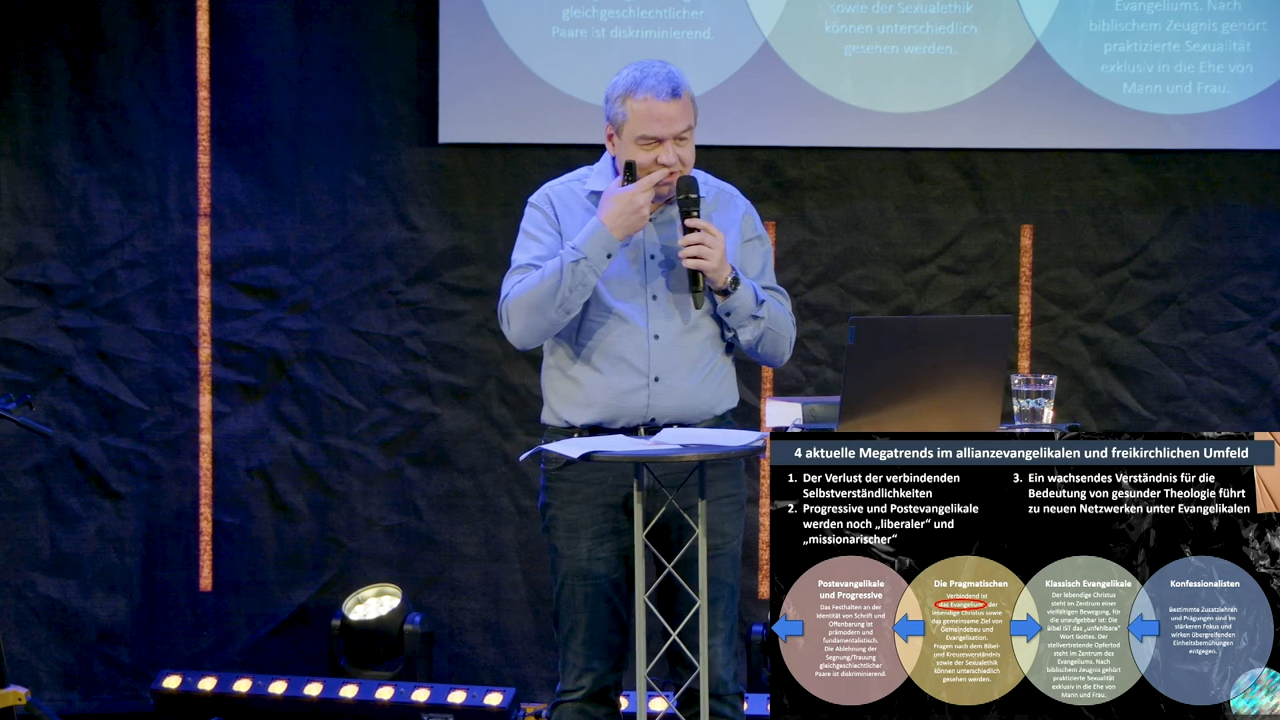 gleichgeschlechtlicher
Paare ist diskriminierend.
sowie der Sexualethik
können unterschiedlich
gesehen werden.
Evangeliums. Nach
biblischem Zeugnis gehört
praktizierte Sexualität
exklusiv in die Ehe von
Mann und Frau.
4 aktuelle Megatrends im allianzevangelikalen und freikirchlichen Umfeld
1. Der Verlust der verbindenden
Selbstverständlichkeiten
2. Progressive und Postevangelikale
werden noch „liberaler“ und
„missionarischer“
3. Ein wachsendes Verständnis für die
Bedeutung von gesunder Theologie führt
zu neuen Netzwerken unter Evangelikalen
Postevangelikale
und Progressive
Das Festhalten an der
Identität von Schrift und
Offenbarung ist
prämodern und
fundamentalistisch.
Die Ablehnung der
Segnung/Trauung
gleichgeschlechtlicher
Paare ist diskriminierend.
Die Pragmatischen
Verbindend ist
das Evangelium, der
lebendige Christus sowie
das gemeinsame Ziel von
Gemeindebau und
Evangelisation.
Fragen nach dem Bibel-
und Kreuzesverständnis
sowie der Sexualethik
können unterschiedlich
gesehen werden.
Klassisch Evangelikale
Der lebendige Christus
steht im Zentrum einer
vielfältigen Bewegung, für
die unaufgebbar ist: Die
Bibel IST das „unfehlbare“
Wort Gottes. Der
stellvertretende Opfertod
steht im Zentrum des
Evangeliums. Nach
biblischem Zeugnis gehört
praktizierte Sexualität
exklusiv in die Ehe von
Mann und Frau.
Konfessionalisten
Bestimmte Zusatzlehren
und Prägungen sind im
stärkeren Fokus und
wirken übergreifenden
Einheitsbemühungen
entgegen.